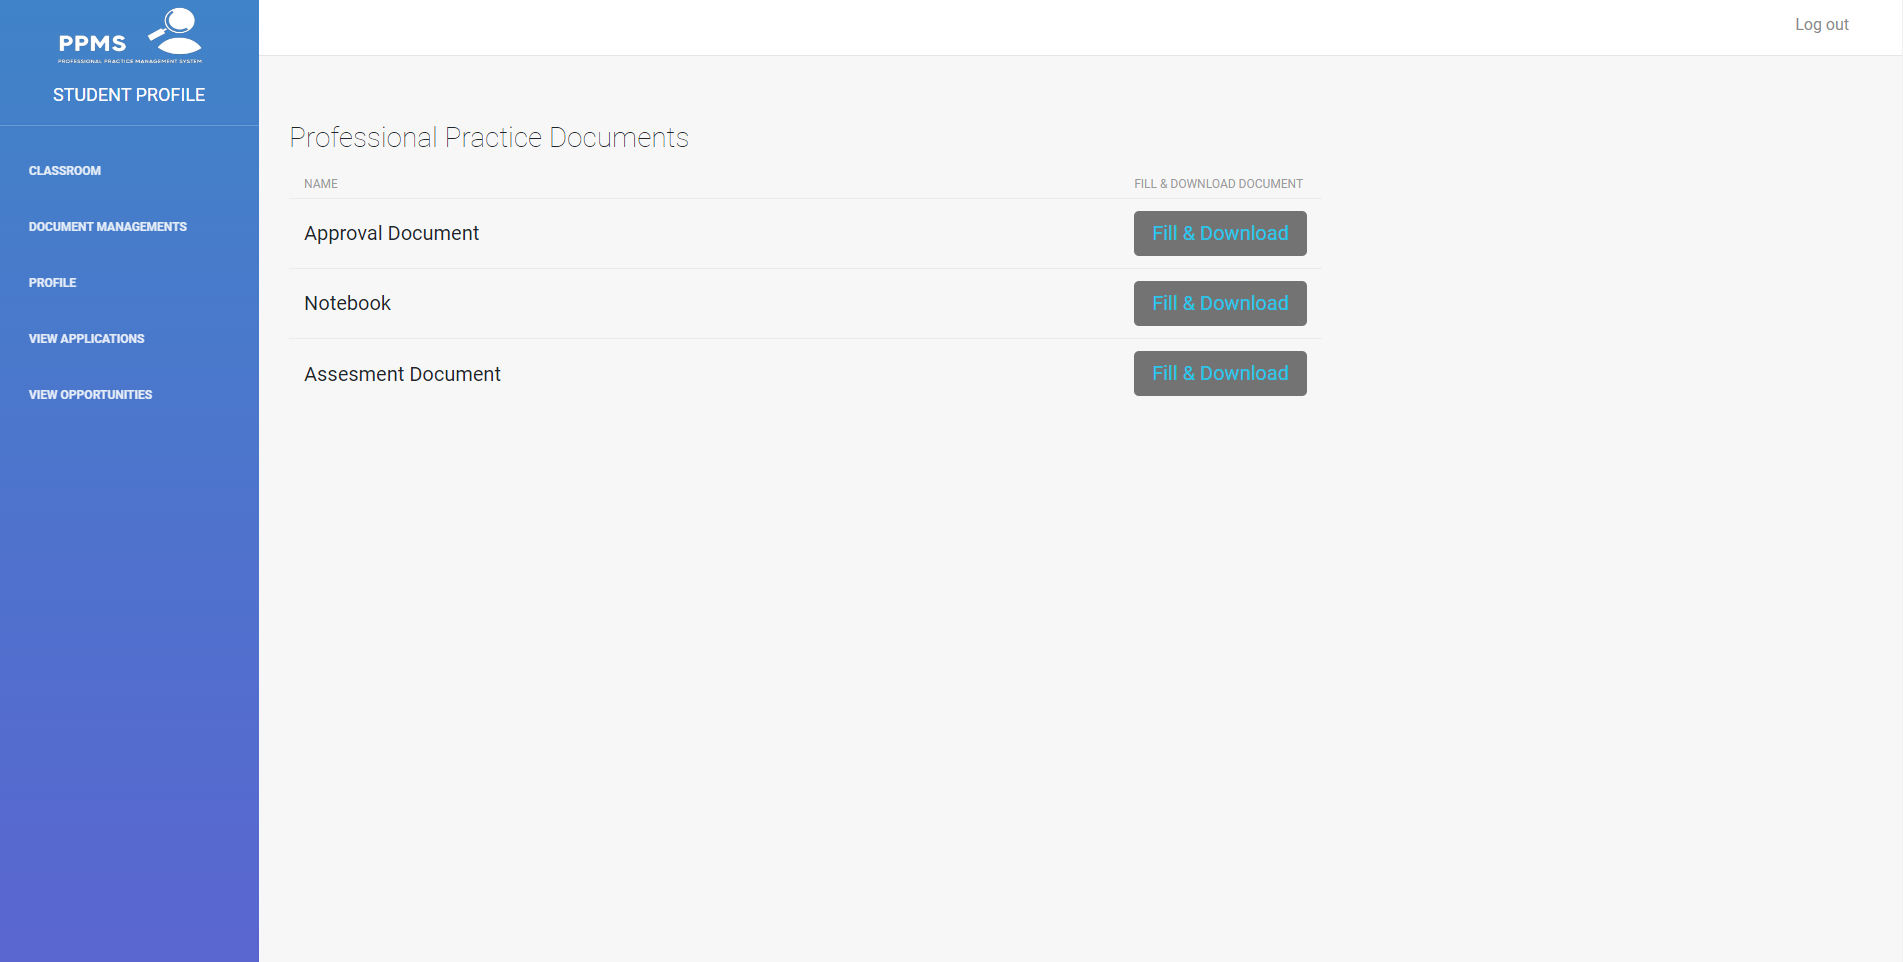 PPMS
PROFESSIONAL PRACTICE MANAGEMENT SYSTEM
STUDENT PROFILE
CLASSROOM
DOCUMENT MANAGEMENTS
PROFILE
VIEW APPLICATIONS
VIEW OPPORTUNITIES
Log out
Professional Practice Documents
NAME FILL & DOWNLOAD DOCUMENT
Approval Document Fill & Download
Notebook Fill & Download
Assesment Document Fill & Download